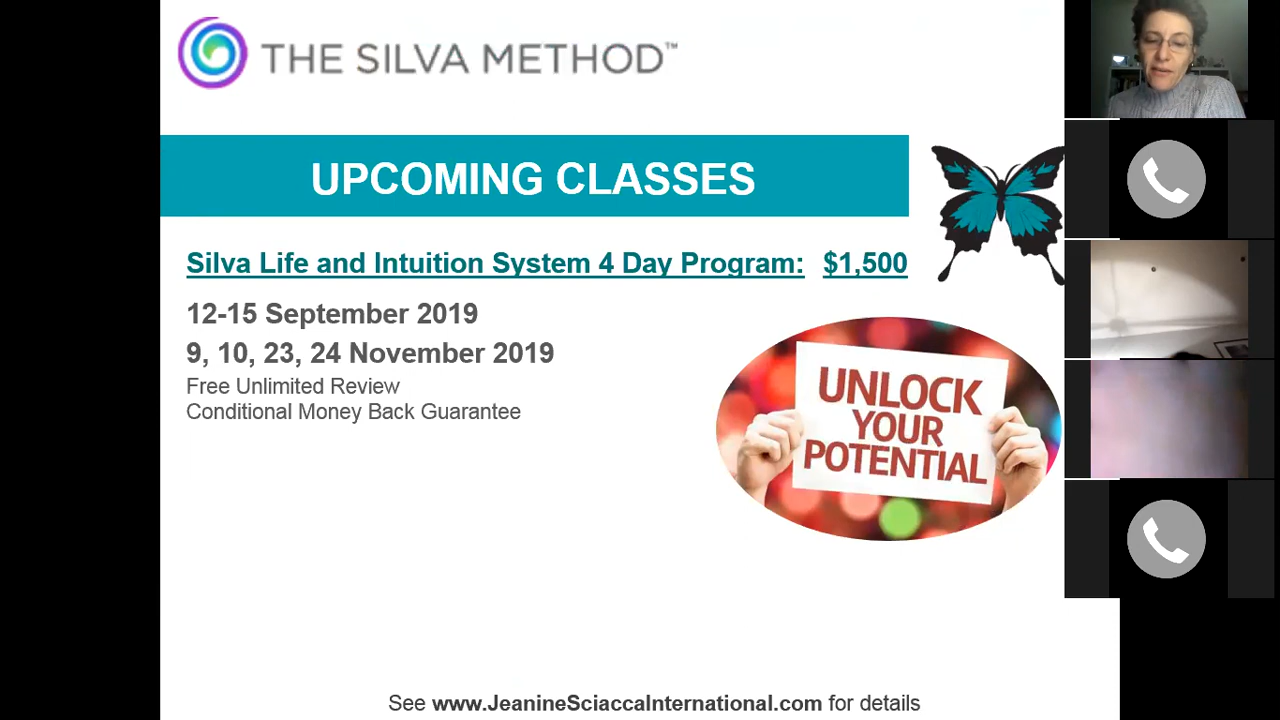 THE SILVA METHOD™
UPCOMING CLASSES
Silva Life and Intuition System 4 Day Program: $1,500
12-15 September 2019
9, 10, 23, 24 November 2019
Free Unlimited Review
Conditional Money Back Guarantee
UNLOCK
YOUR
POTENTIAL
See www.JeanineSciaccaInternational.com for details